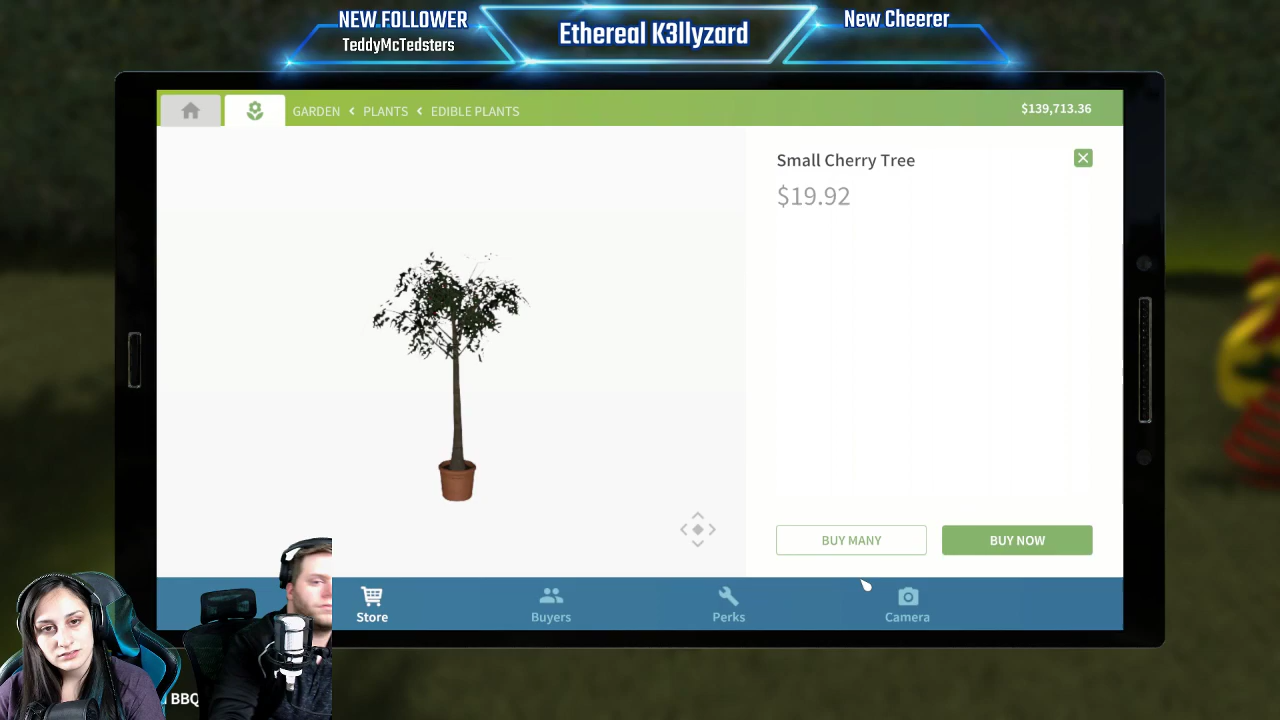 NEW FOLLOWER
TeddyMcTedsters
Ethereal K3llyzard
New Cheerer
GARDEN < PLANTS < EDIBLE PLANTS
$139,713.36
Small Cherry Tree
$19.92
BUY MANY
BUY NOW
Store
Buyers
Perks
Camera
BBQ